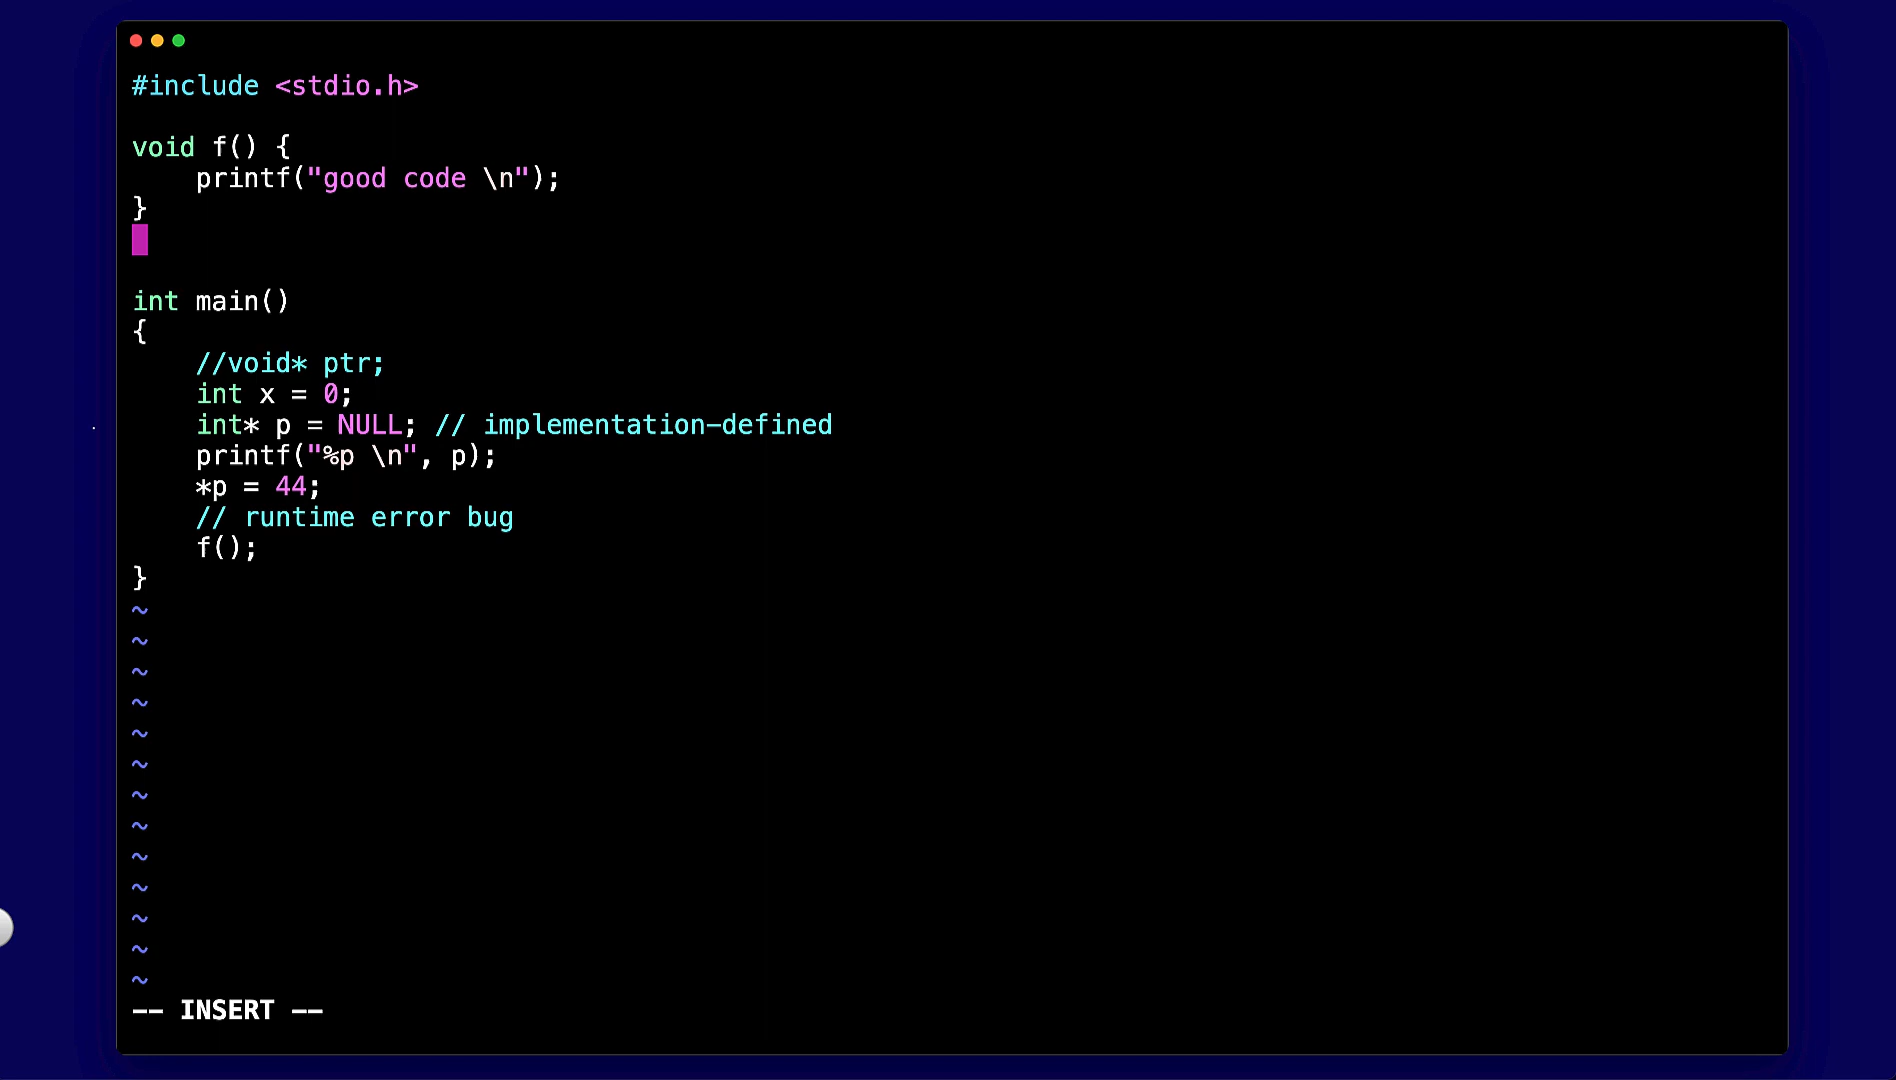 #include <stdio.h>
void f() {
    printf("good code \n");
}
int main()
{
    //void* ptr;
    int x = 0;
    int* p = NULL; // implementation-defined
    printf("%p \n", p);
    *p = 44;
    // runtime error bug
    f();
}
~
~
~
~
~
~
~
~
~
~
~
~
~
-- INSERT --